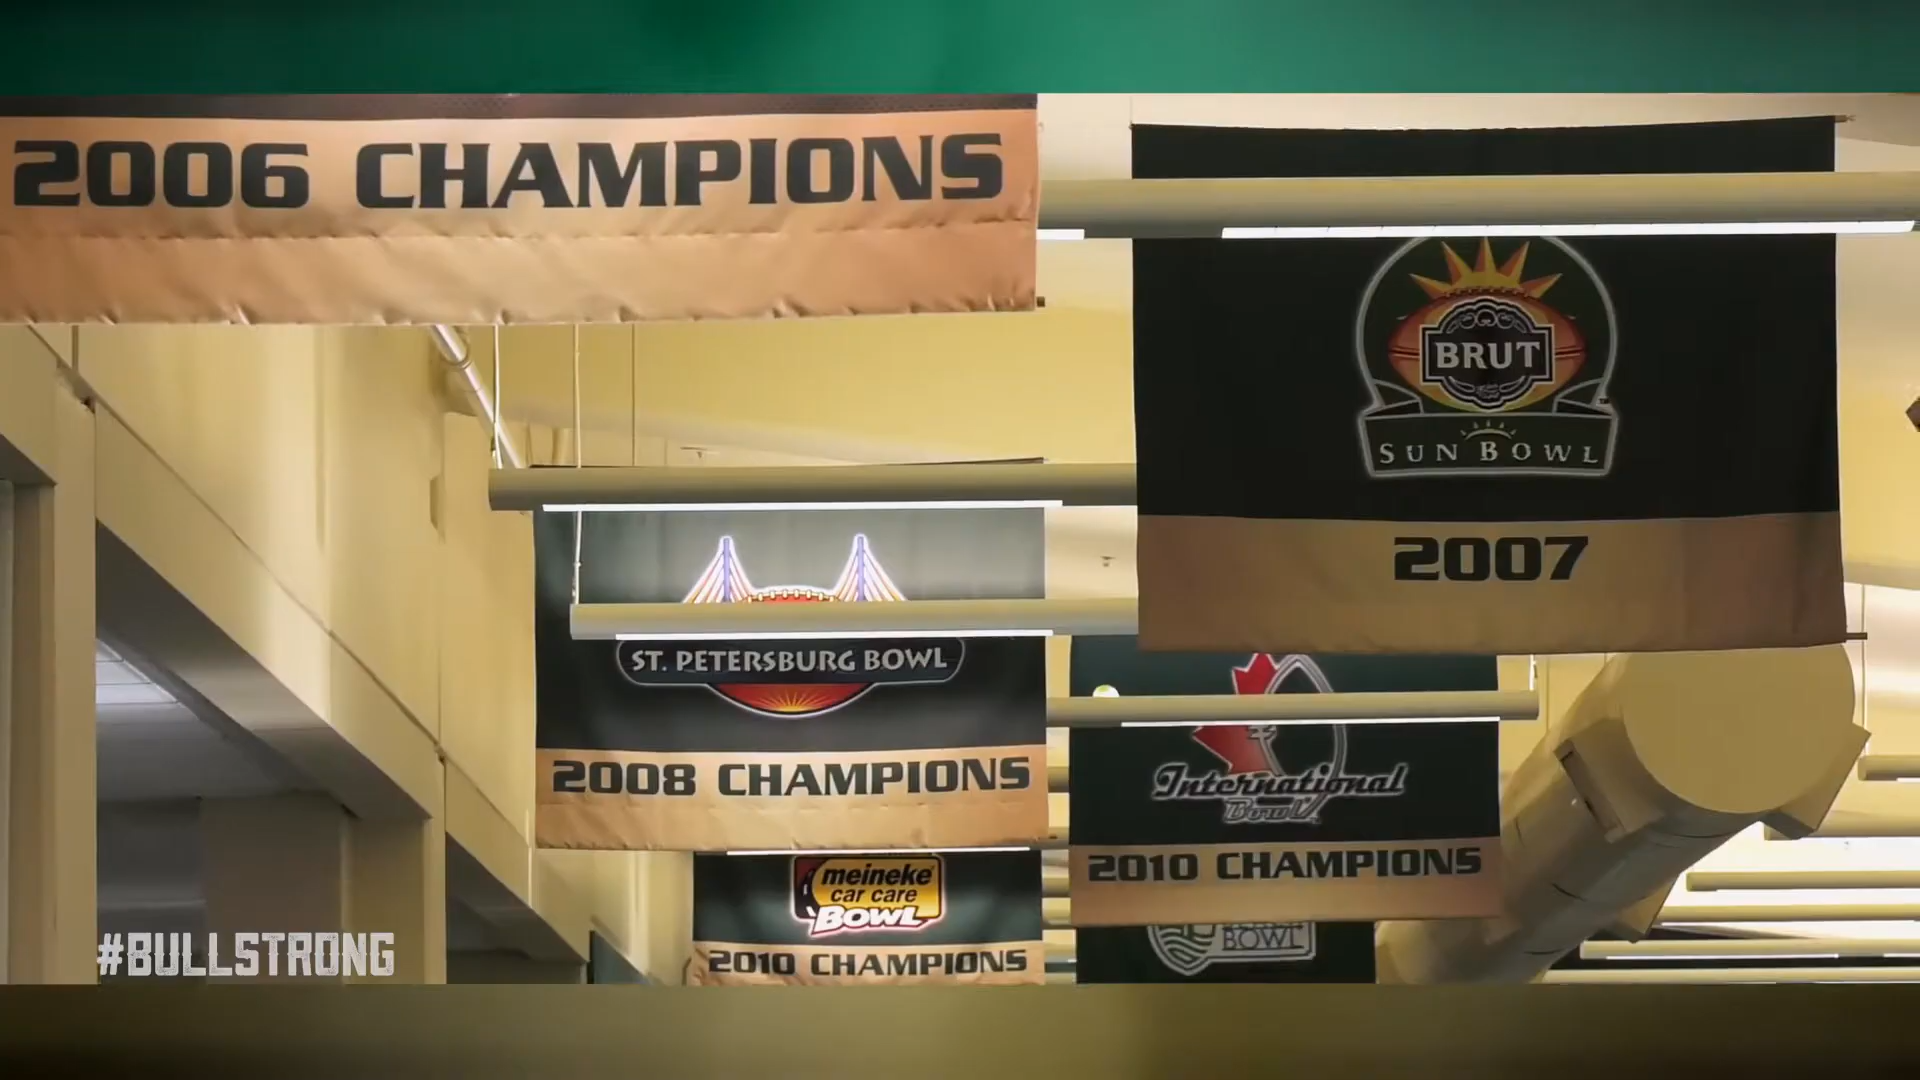 2006 CHAMPIONS
BRUT
SUN BOWL
2007
ST. PETERSBURG BOWL
2008 CHAMPIONS
International
Bowl
2010 CHAMPIONS
meineke
car care
BOWL
2010 CHAMPIONS
BOWL
#BULLSTRONG